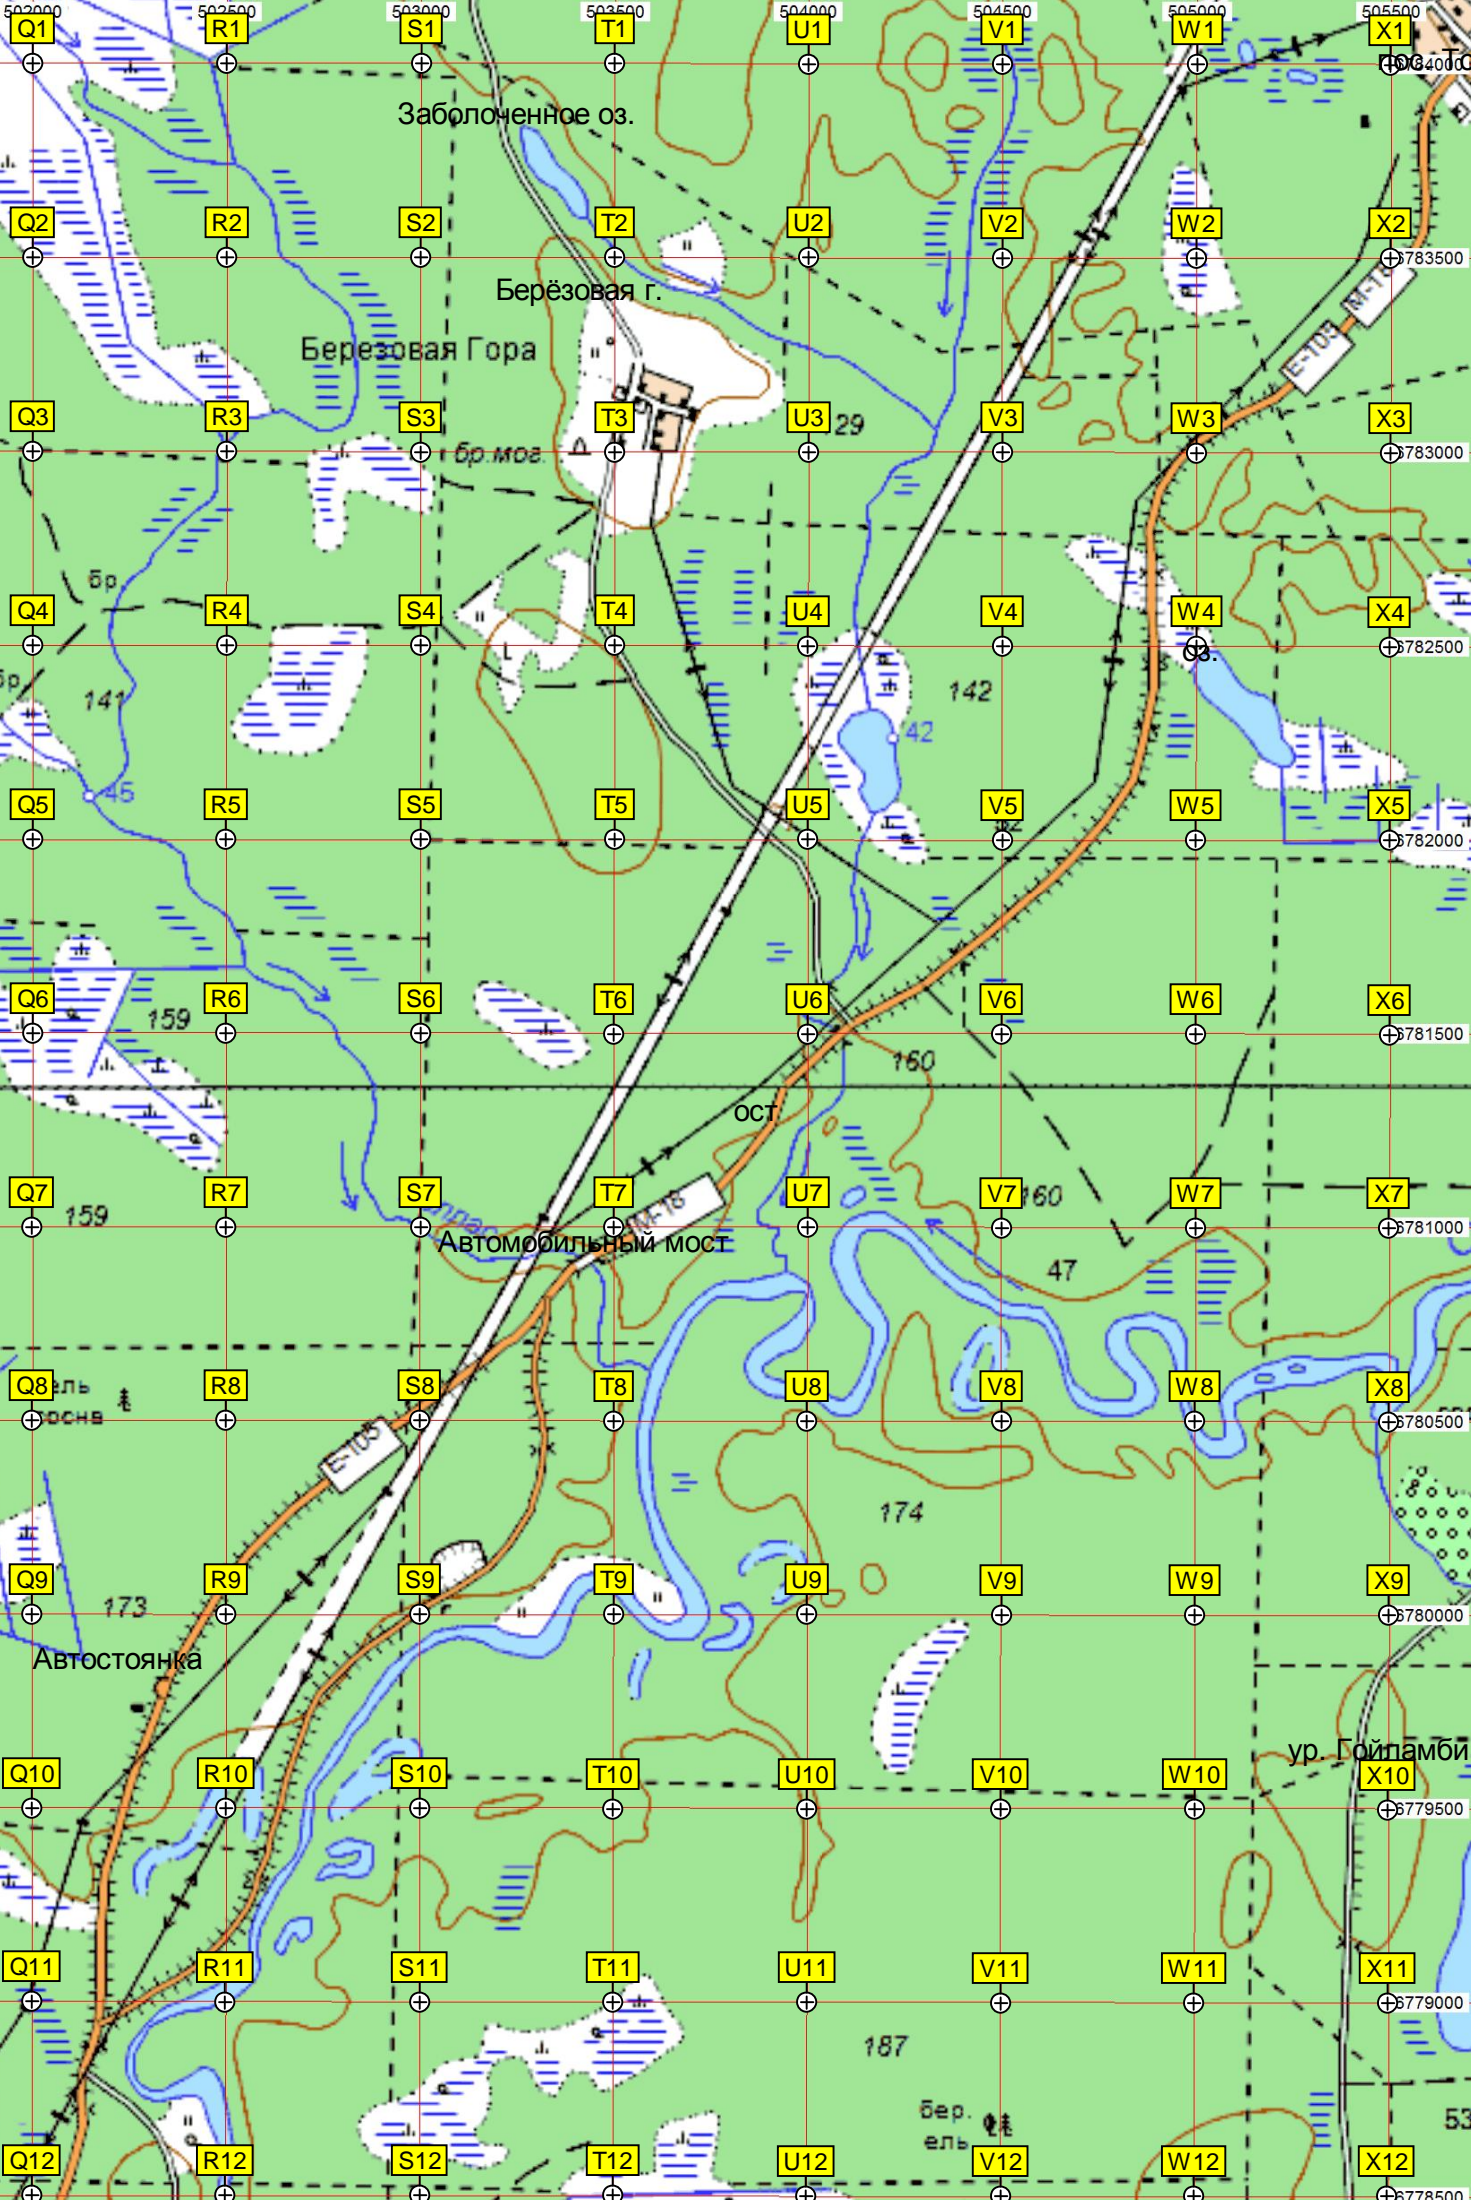 502000 502500 503000 503500 504000 504500 505000 505500
Q1 R1 S1 T1 U1 V1 W1 X1
6784000
Заболоченное оз.
Q2 R2 S2 T2 U2 V2 W2 X2
6783500
Берёзовая г.
М-18
Березовая Гора
Е-105
Q3 R3 S3 T3 U3 V3 W3 X3
29
бр.мог.
6783000
бр.
Q4 R4 S4 T4 U4 V4 W4 X4
6782500
оз.
141
142
42
45
Q5 R5 S5 T5 U5 V5 W5 X5
6782000
Q6 R6 S6 T6 U6 V6 W6 X6
159
6781500
160
ост
Q7 R7 S7 T7 U7 V7 W7 X7
159
160
М-18
6781000
Автомобильный мост
47
Q8 R8 S8 T8 U8 V8 W8 X8
ель
6780500
Е-105
174
Q9 R9 S9 T9 U9 V9 W9 X9
173
6780000
Автостоянка
ур. Гойламби
Q10 R10 S10 T10 U10 V10 W10 X10
6779500
Q11 R11 S11 T11 U11 V11 W11 X11
6779000
187
бер.
ель
53
Q12 R12 S12 T12 U12 V12 W12 X12
6778500